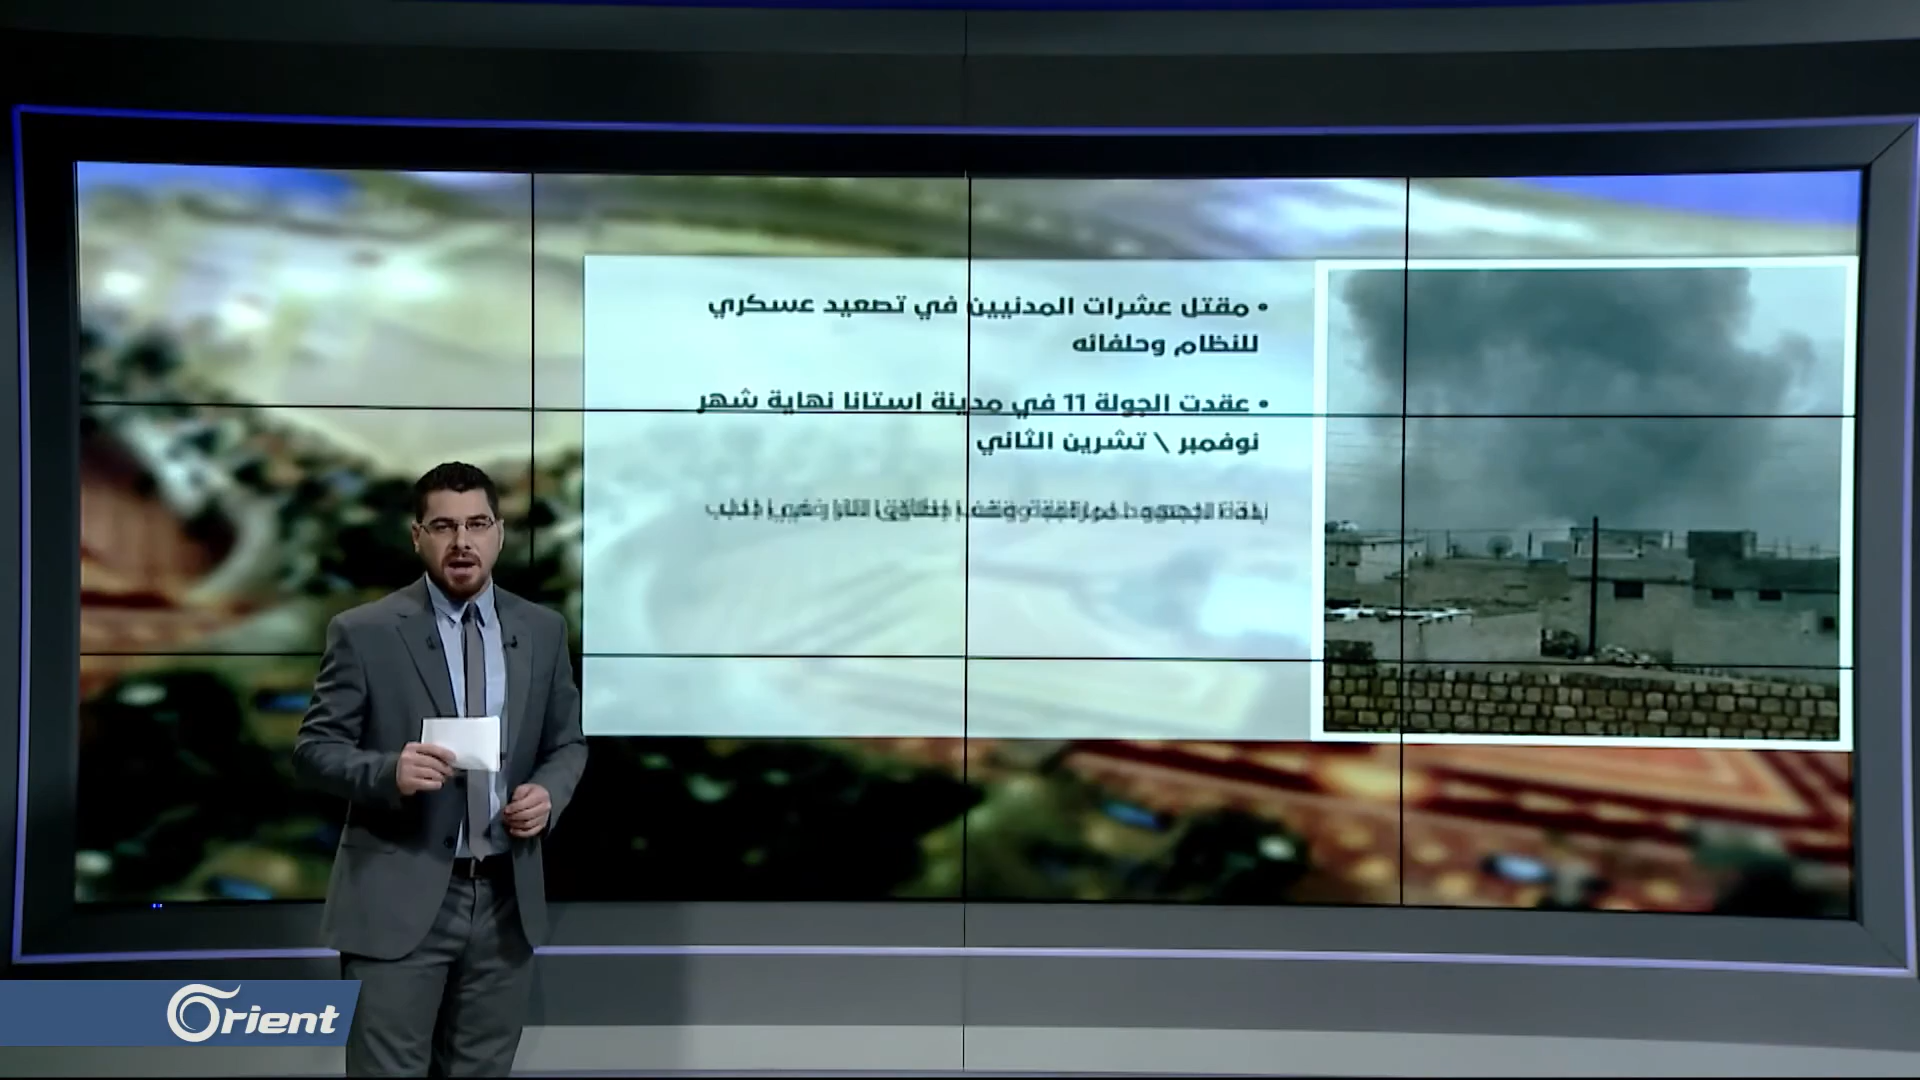 • مقتل عشرات المدنيين في تصعيد عسكري
للنظام وحلفائه
• عقدت الجولة 11 في مدينة استانا نهاية شهر
نوفمبر \ تشرين الثاني
Orient